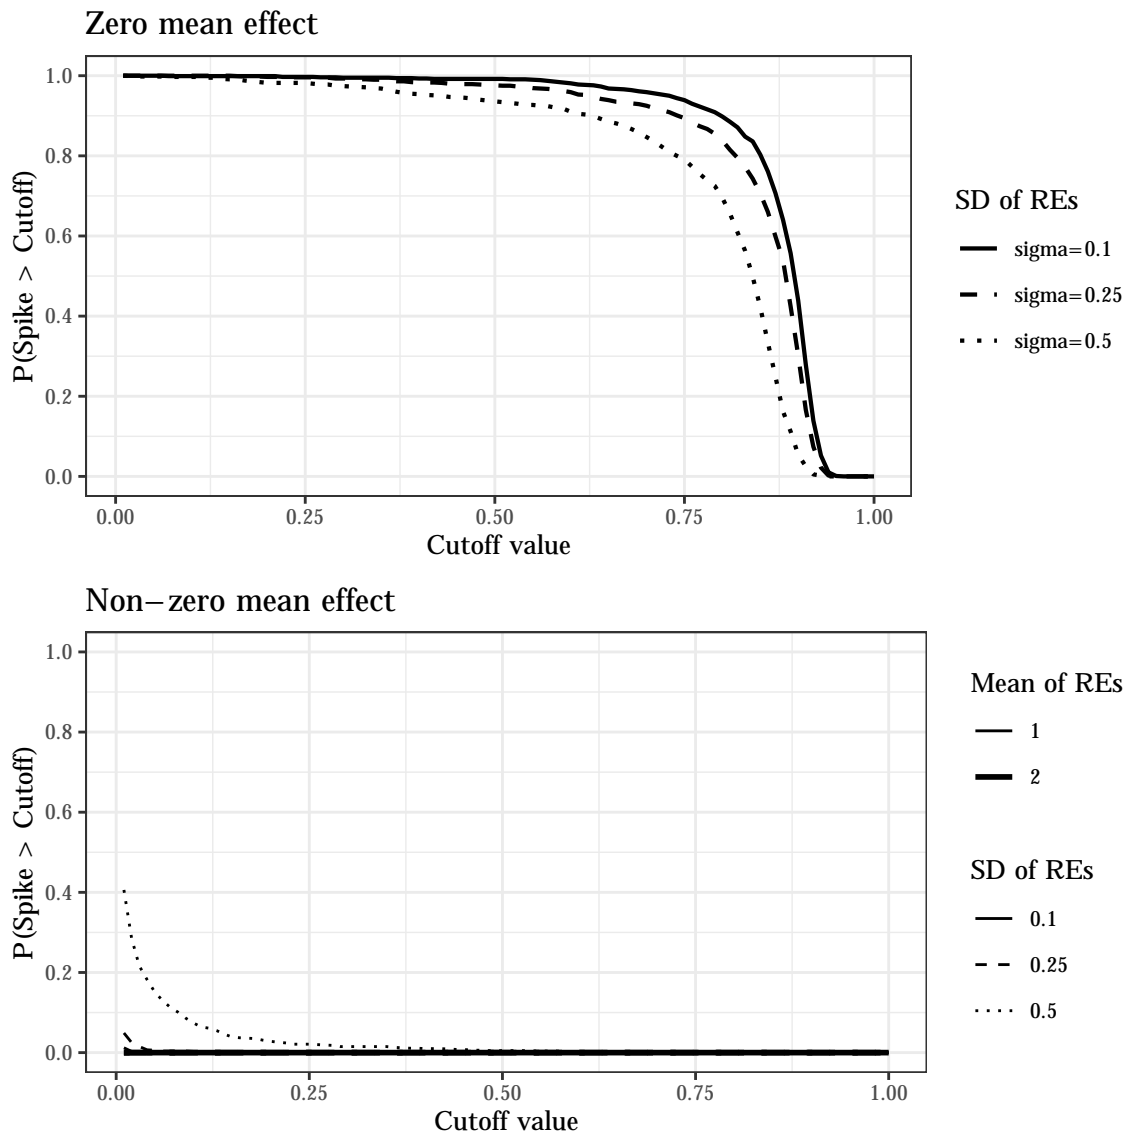 Zero mean effect
P(Spike > Cutoff)
1.0
0.8
0.6
0.4
0.2
0.0
0.00 0.25 0.50 0.75 1.00
Cutoff value
SD of REs
sigma=0.1
sigma=0.25
sigma=0.5
Non−zero mean effect
P(Spike > Cutoff)
1.0
0.8
0.6
0.4
0.2
0.0
0.00 0.25 0.50 0.75 1.00
Cutoff value
Mean of REs
1
2
SD of REs
0.1
0.25
0.5